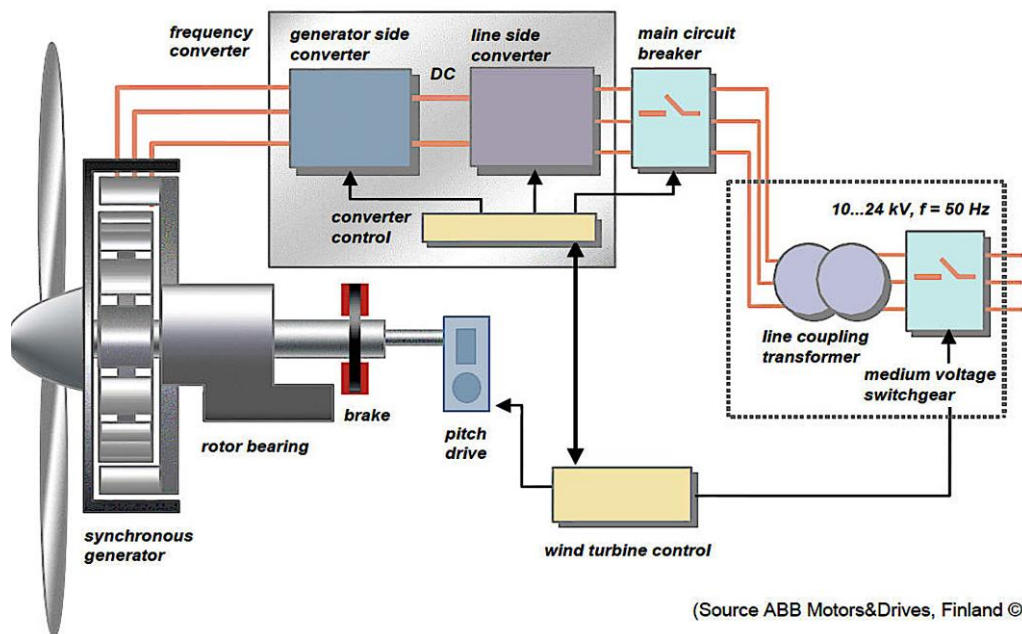 frequency
converter
generator side
converter
DC
line side
converter
main circuit
breaker
converter
control
10...24 kV, f = 50 Hz
line coupling
transformer
medium voltage
switchgear
brake
rotor bearing
pitch
drive
synchronous
generator
wind turbine control
(Source ABB Motors&Drives, Finland ©